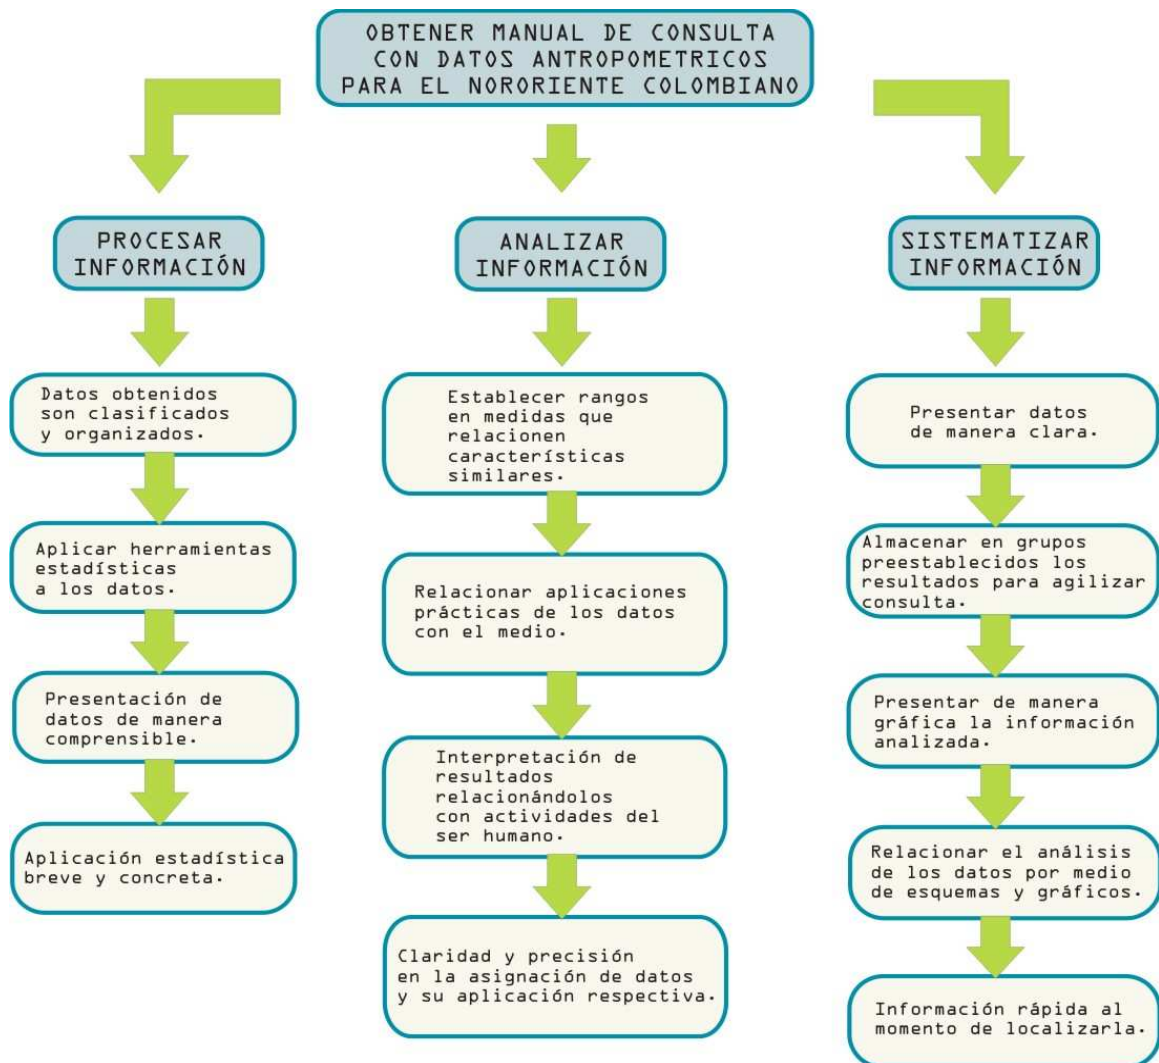 OBTENER MANUAL DE CONSULTA
CON DATOS ANTROPOMETRICOS
PARA EL NORORIENTE COLOMBIANO
PROCESAR
INFORMACIÓN
Datos obtenidos
son clasificados
y organizados.
Aplicar herramientas
estadísticas
a los datos.
Presentación de
datos de manera
comprensible.
Aplicación estadística
breve y concreta.
ANALIZAR
INFORMACIÓN
Establecer rangos
en medidas que
relacionen
características
similares.
Relacionar aplicaciones
prácticas de los datos
con el medio.
Interpretación de
resultados
relacionándolos
con actividades del
ser humano.
Claridad y precisión
en la asignación de datos
y su aplicación respectiva.
SISTEMATIZAR
INFORMACIÓN
Presentar datos
de manera clara.
Almacenar en grupos
preestablecidos los
resultados para agilizar
consulta.
Presentar de manera
gráfica la información
analizada.
Relacionar el análisis
de los datos por medio
de esquemas y gráficos.
Información rápida al
momento de localizarla.